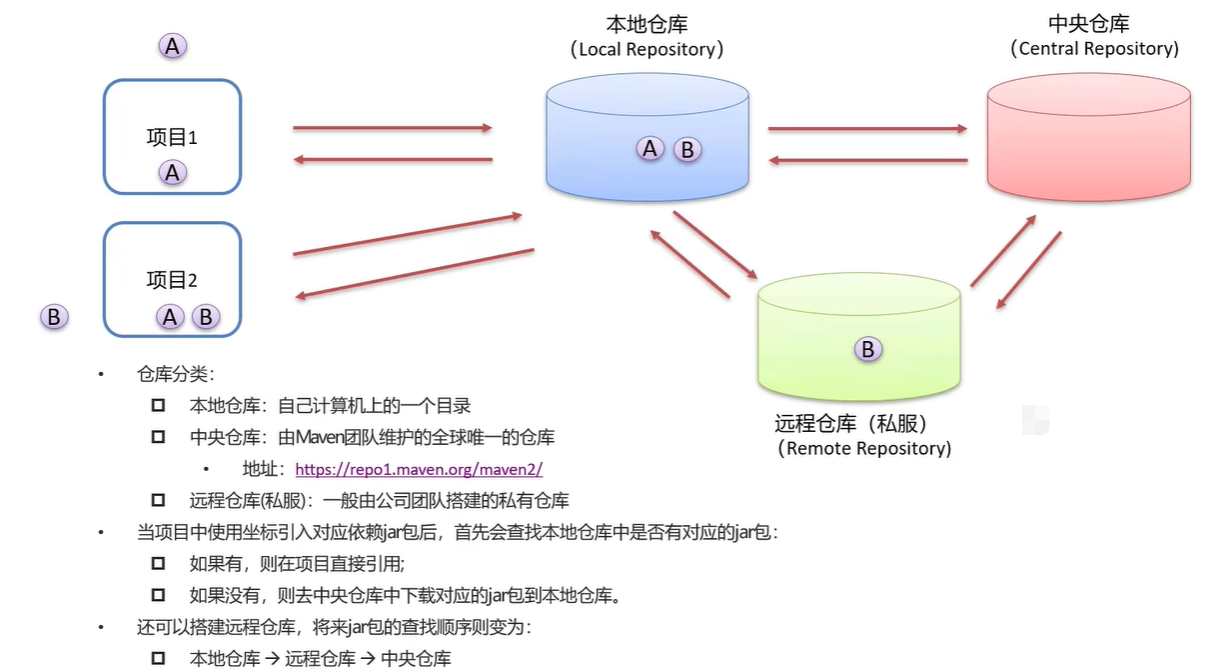 本地仓库
（Local Repository）
中央仓库
（Central Repository）
A
项目1
A
A B
项目2
A B
B
B
远程仓库（私服）
（Remote Repository）
• 仓库分类：
本地仓库：自己计算机上的一个目录
中央仓库：由Maven团队维护的全球唯一的仓库
• 地址：https://repo1.maven.org/maven2/
远程仓库(私服)：一般由公司团队搭建的私有仓库
• 当项目中使用坐标引入对应依赖jar包后，首先会查找本地仓库中是否有对应的jar包：
如果有，则在项目直接引用;
如果没有，则去中央仓库中下载对应的jar包到本地仓库。
• 还可以搭建远程仓库，将来jar包的查找顺序则变为：
本地仓库 → 远程仓库 → 中央仓库